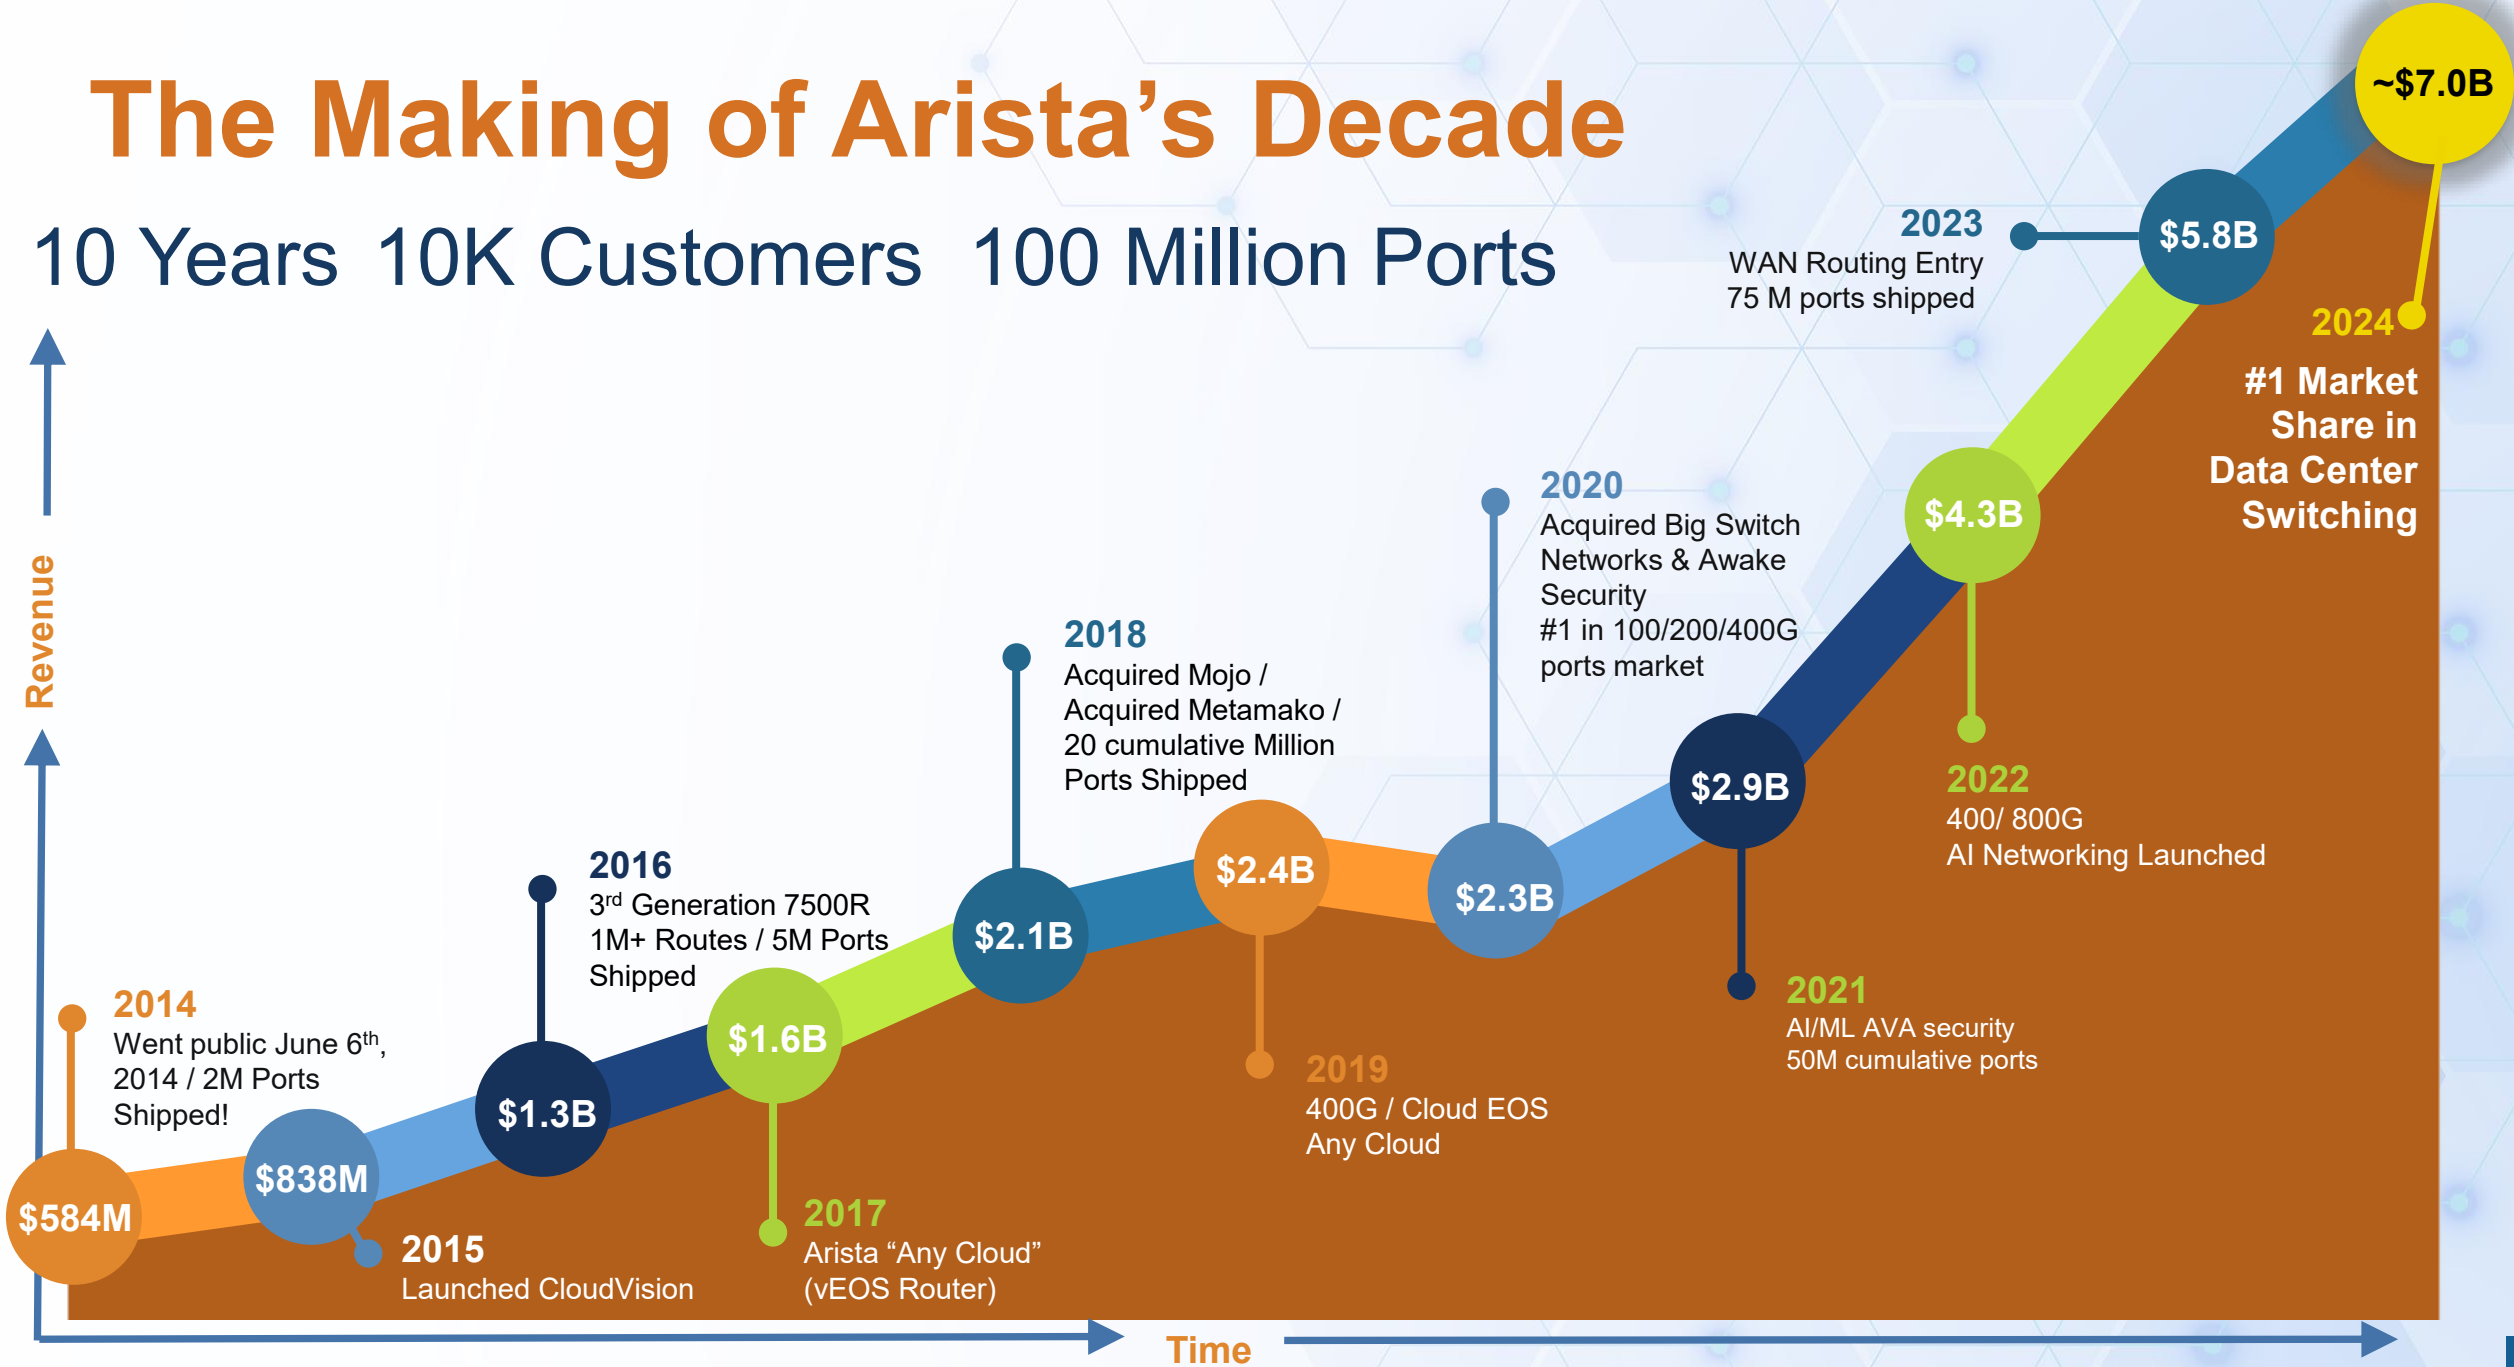 The Making of Arista’s Decade
10 Years 10K Customers 100 Million Ports
Revenue
Time
$584M
2014
Went public June 6th,
2014 / 2M Ports
Shipped!
$838M
2015
Launched CloudVision
$1.3B
2016
3rd Generation 7500R
1M+ Routes / 5M Ports
Shipped
$1.6B
2017
Arista “Any Cloud”
(vEOS Router)
$2.1B
2018
Acquired Mojo /
Acquired Metamako /
20 cumulative Million
Ports Shipped
$2.4B
2019
400G / Cloud EOS
Any Cloud
$2.3B
2020
Acquired Big Switch
Networks & Awake
Security
#1 in 100/200/400G
ports market
$2.9B
2021
AI/ML AVA security
50M cumulative ports
$4.3B
2022
400/ 800G
AI Networking Launched
$5.8B
2023
WAN Routing Entry
75 M ports shipped
~$7.0B
2024
#1 Market
Share in
Data Center
Switching